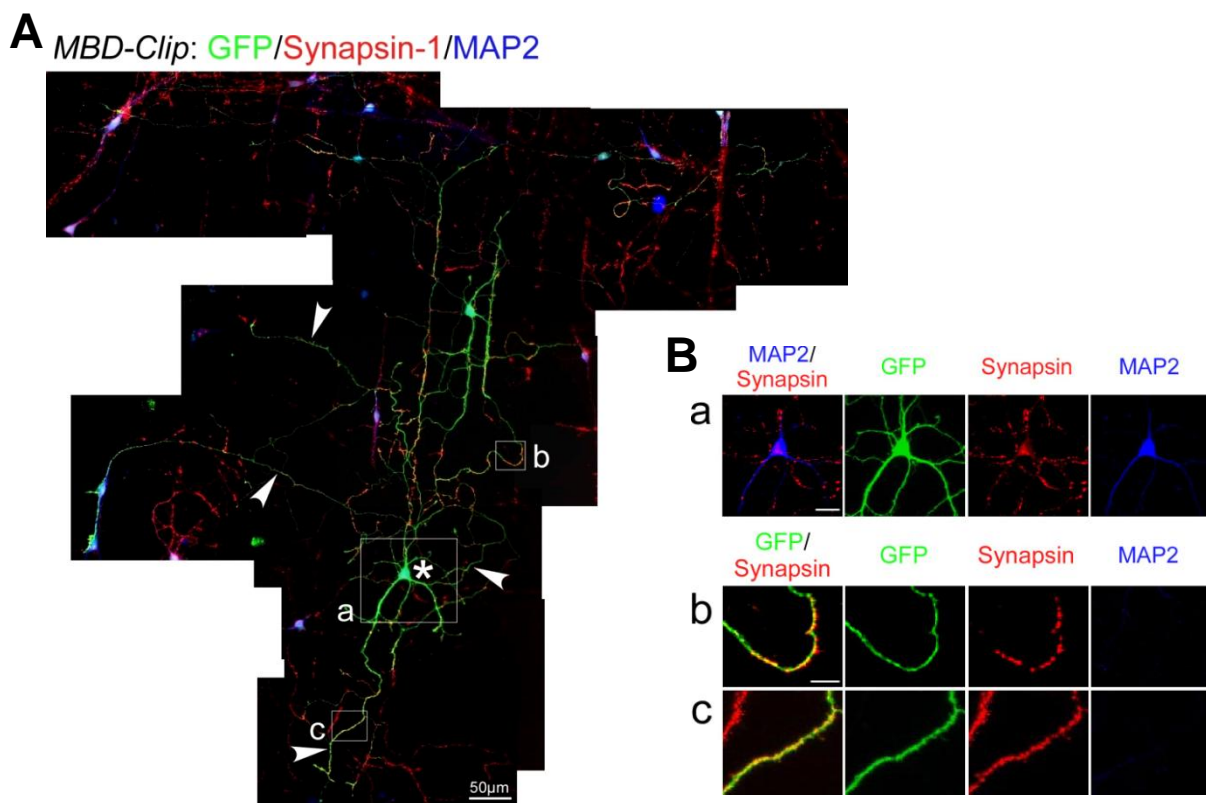 A
MBD-Clip: GFP/Synapsin-1/MAP2
b
*
a
c
50µm
B
MAP2/ GFP Synapsin MAP2
Synapsin
a
GFP/ GFP Synapsin MAP2
Synapsin
b
c